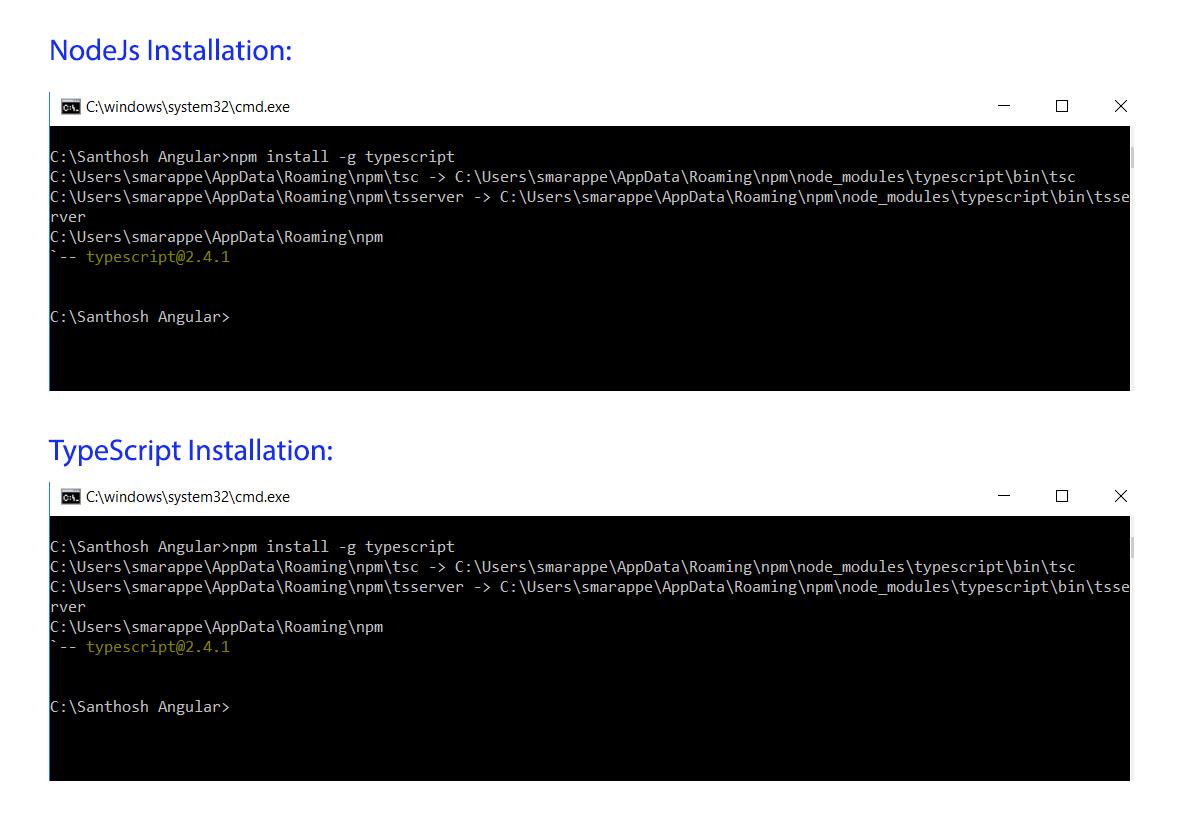 NodeJs Installation:
C:\windows\system32\cmd.exe
C:\Santhosh Angular>npm install -g typescript
C:\Users\smarappe\AppData\Roaming\npm\tsc -> C:\Users\smarappe\AppData\Roaming\npm\node_modules\typescript\bin\tsc
C:\Users\smarappe\AppData\Roaming\npm\tsserver -> C:\Users\smarappe\AppData\Roaming\npm\node_modules\typescript\bin\tsse
rver
C:\Users\smarappe\AppData\Roaming\npm
`-- typescript@2.4.1
C:\Santhosh Angular>
TypeScript Installation:
C:\windows\system32\cmd.exe
C:\Santhosh Angular>npm install -g typescript
C:\Users\smarappe\AppData\Roaming\npm\tsc -> C:\Users\smarappe\AppData\Roaming\npm\node_modules\typescript\bin\tsc
C:\Users\smarappe\AppData\Roaming\npm\tsserver -> C:\Users\smarappe\AppData\Roaming\npm\node_modules\typescript\bin\tsse
rver
C:\Users\smarappe\AppData\Roaming\npm
`-- typescript@2.4.1
C:\Santhosh Angular>